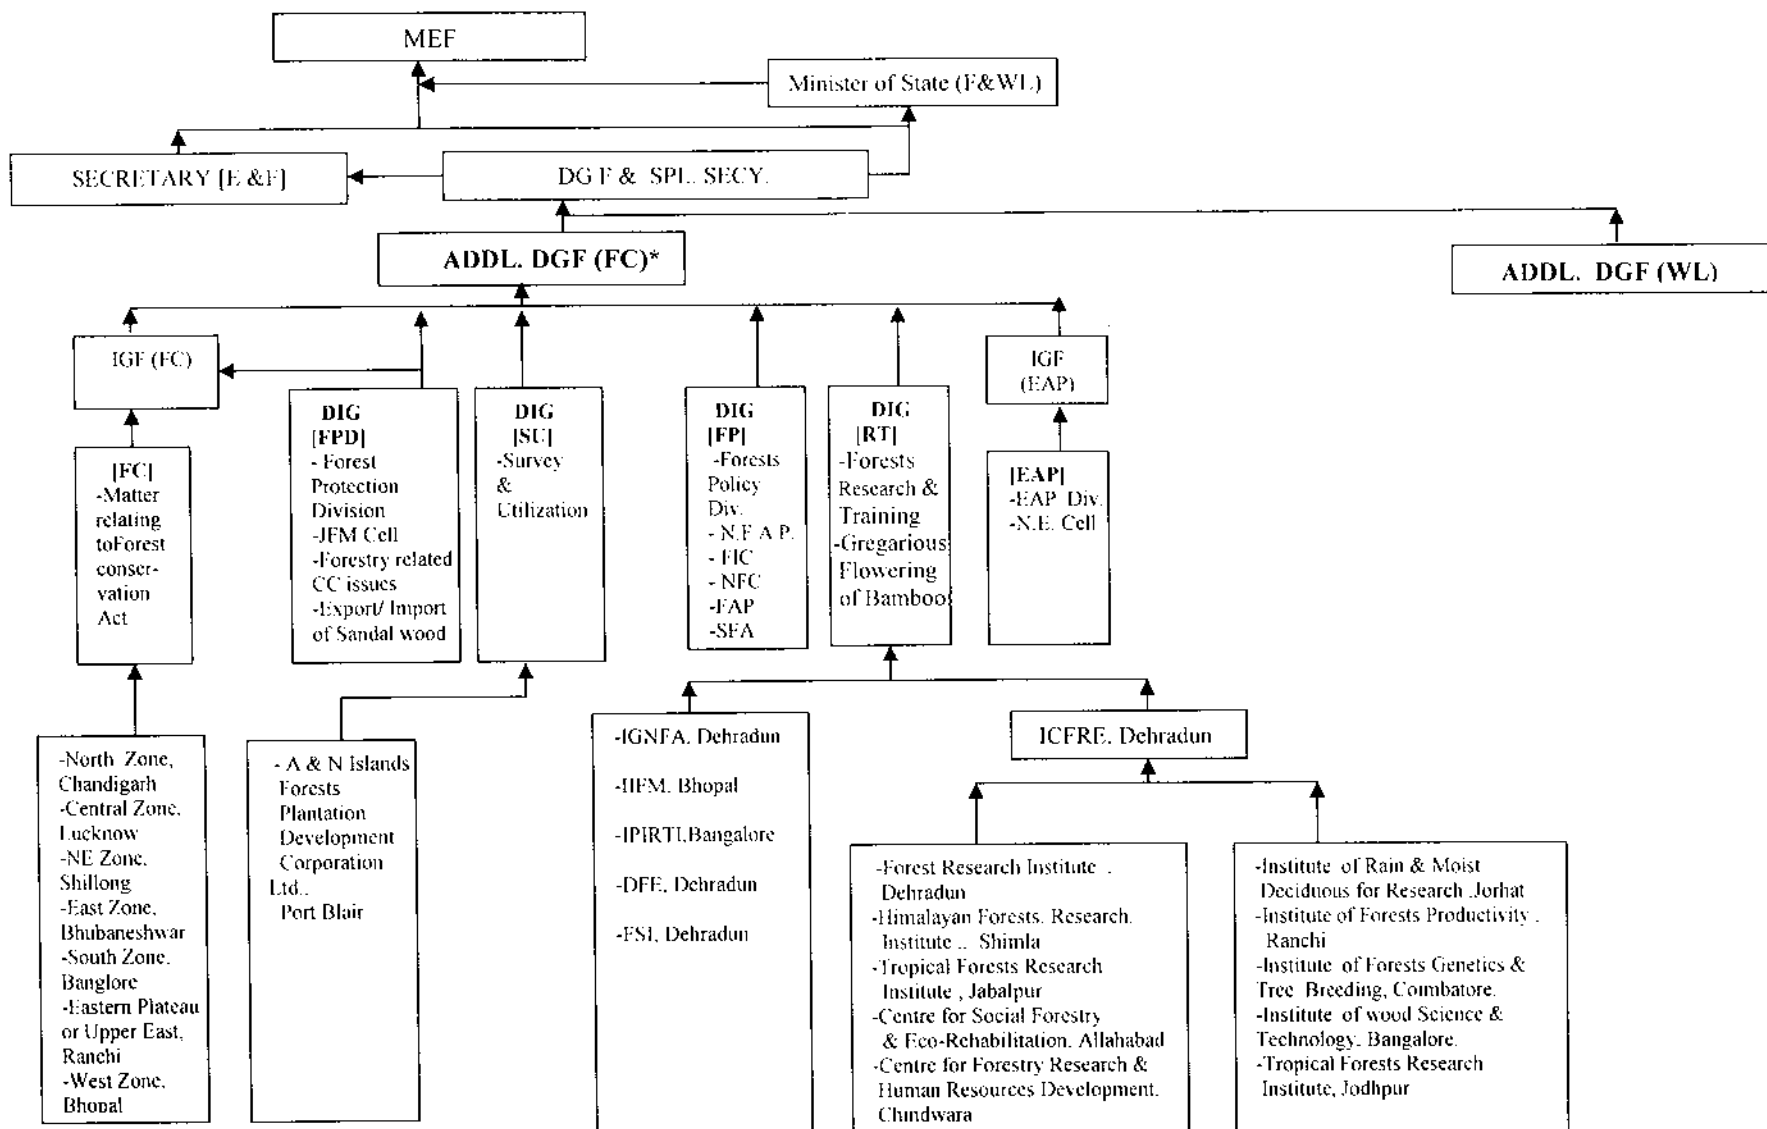 MEF
Minister of State (F&WL)
SECRETARY [E &F]
DG F & SPL. SECY.
ADDL. DGF (FC)*
ADDL. DGF (WL)
IGF (FC)
IGF
(EAP)
[FC]
-Matter
relating
toForest
conser-
vation
Act
DIG
[FPD]
- Forest
Protection
Division
-JFM Cell
-Forestry related
CC issues
-Export/ Import
of Sandal wood
DIG
[SU]
-Survey
&
Utilization
DIG
[FP]
-Forests
Policy
Div.
- N.F.A.P.
- FIC
- NFC
-FAP
-SFA
DIG
[RT]
-Forests
Research &
Training
-Gregarious
Flowering
of Bamboo
[EAP]
-EAP Div.
-N.E. Cell
-North Zone,
Chandigarh
-Central Zone,
Lucknow
-NE Zone,
Shillong
-East Zone,
Bhubaneshwar
-South Zone,
Banglore
-Eastern Plateau
or Upper East,
Ranchi
-West Zone,
Bhopal
- A & N Islands
Forests
Plantation
Development
Corporation
Ltd..
Port Blair
-IGNFA, Dehradun
-IIFM, Bhopal
-IPIRTI,Bangalore
-DFE, Dehradun
-FSI, Dehradun
ICFRE, Dehradun
-Forest Research Institute .
Dehradun
-Himalayan Forests. Research.
Institute .. Shimla
-Tropical Forests Research
Institute , Jabalpur
-Centre for Social Forestry
& Eco-Rehabilitation, Allahabad
-Centre for Forestry Research &
Human Resources Development,
Chindwara
-Institute of Rain & Moist
Deciduous for Research .Jorhat
-Institute of Forests Productivity .
Ranchi
-Institute of Forests Genetics &
Tree Breeding, Coimbatore.
-Institute of wood Science &
Technology, Bangalore.
-Tropical Forests Research
Institute, Jodhpur